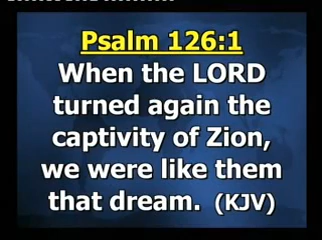 Psalm 126:1
When the LORD
turned again the
captivity of Zion,
we were like them
that dream. (KJV)